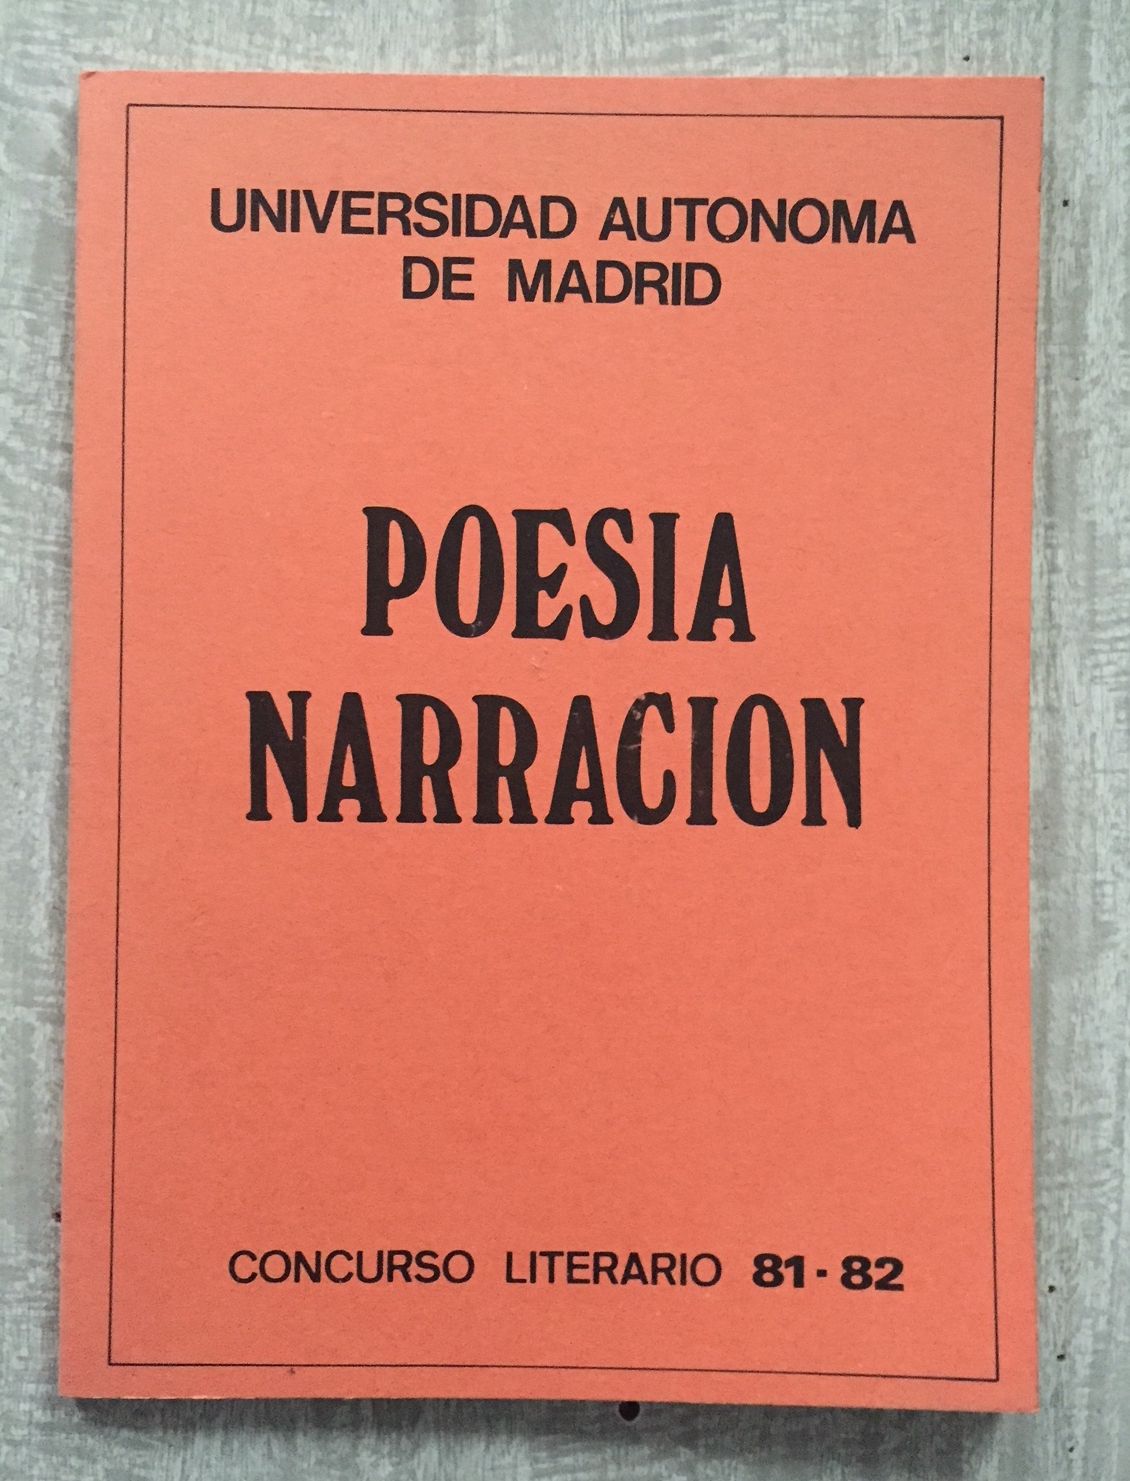 UNIVERSIDAD AUTONOMA
DE MADRID
POESIA
NARRACION
CONCURSO LITERARIO 81-82